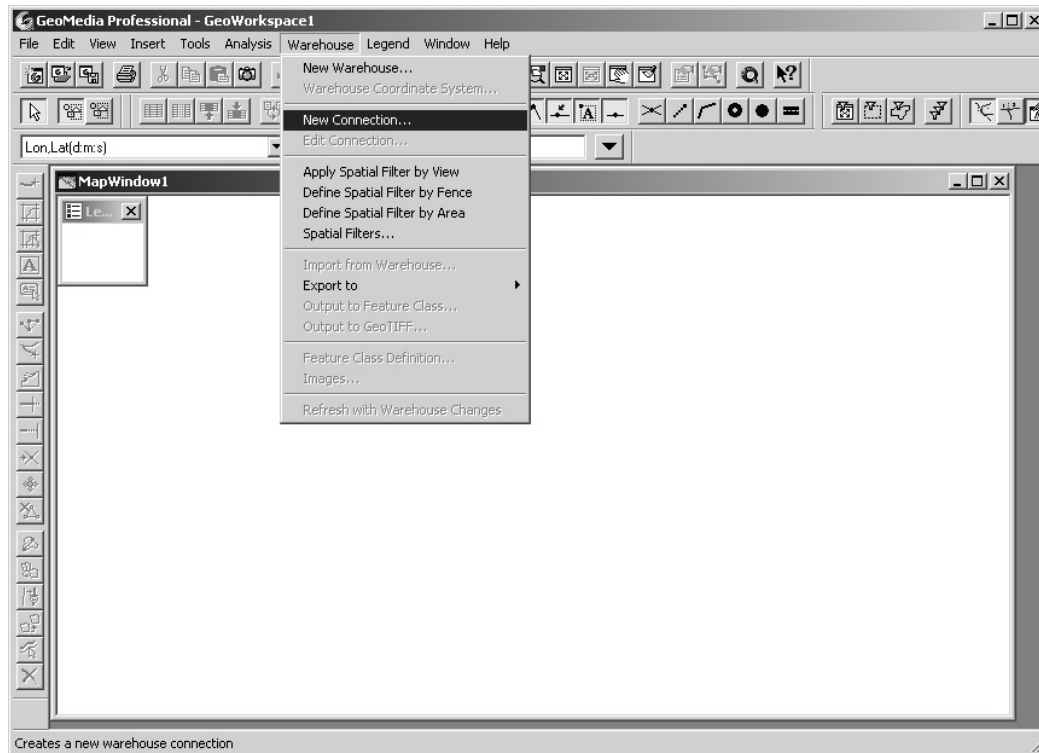 GeoMedia Professional - GeoWorkspace1
File Edit View Insert Tools Analysis Warehouse Legend Window Help
New Warehouse...
Warehouse Coordinate System...
New Connection...
Edit Connection...
Lon,Lat(d:m:s)
Apply Spatial Filter by View
MapWindow1
Define Spatial Filter by Fence
Le...
Define Spatial Filter by Area
Spatial Filters...
Import from Warehouse...
Export to
Output to Feature Class...
Output to GeoTIFF...
Feature Class Definition...
Images...
Refresh with Warehouse Changes
Creates a new warehouse connection